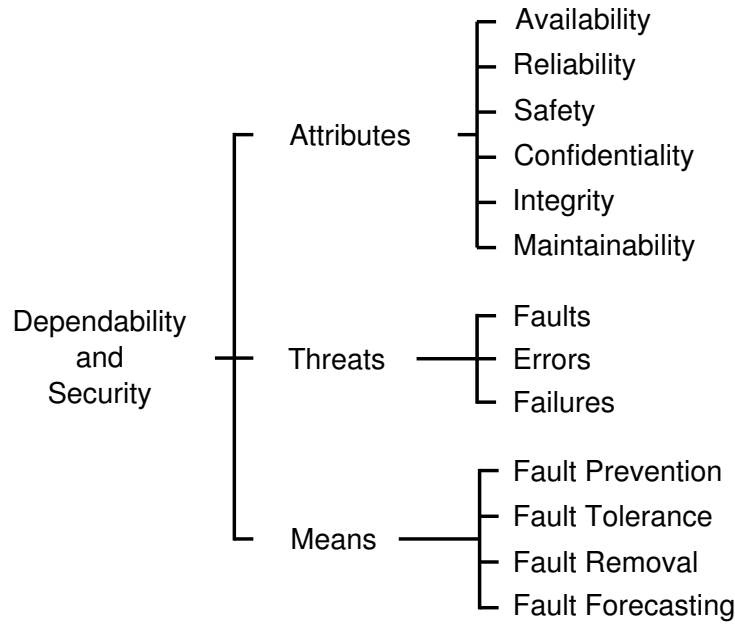 Dependability
and
Security
Attributes
Availability
Reliability
Safety
Confidentiality
Integrity
Maintainability
Threats
Faults
Errors
Failures
Means
Fault Prevention
Fault Tolerance
Fault Removal
Fault Forecasting